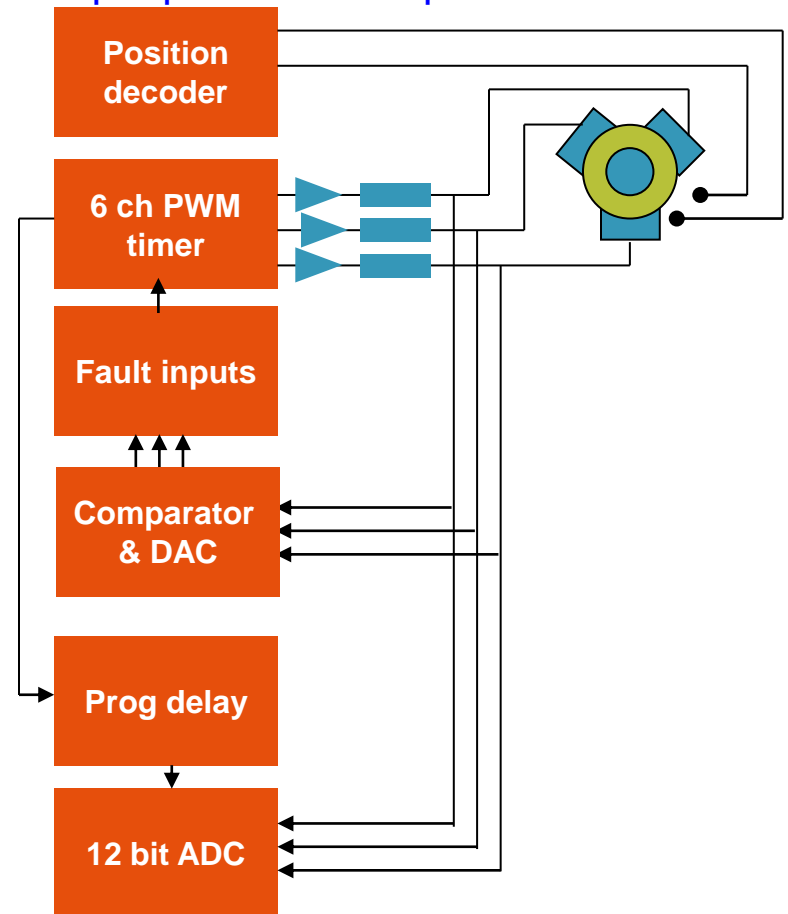 Position
decoder
6 ch PWM
timer
Fault inputs
Comparator
& DAC
Prog delay
12 bit ADC